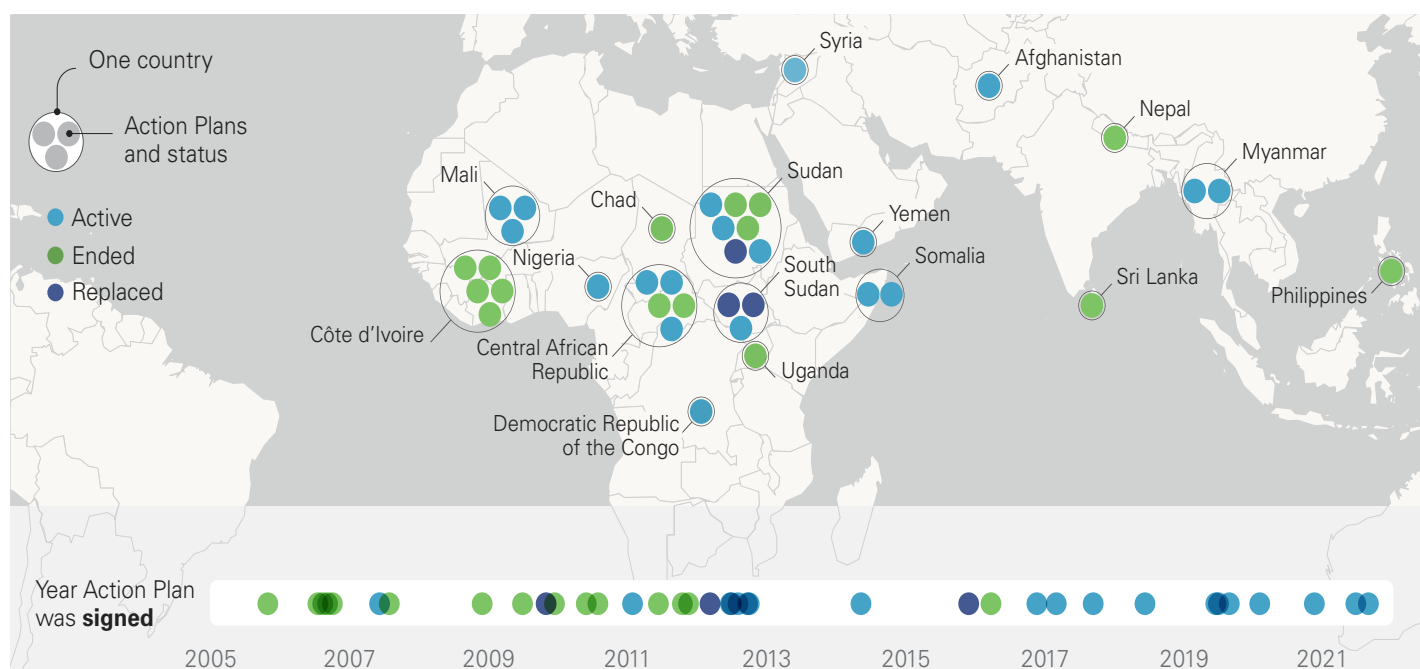 One country
Action Plans
and status
Active
Ended
Replaced
Syria
Afghanistan
Nepal
Myanmar
Mali
Chad
Sudan
Yemen
Nigeria
Somalia
South
Sudan
Sri Lanka
Philippines
Côte d’Ivoire
Central African
Republic
Uganda
Democratic Republic
of the Congo
Year Action Plan
was signed
2005
2007
2009
2011
2013
2015
2017
2019
2021